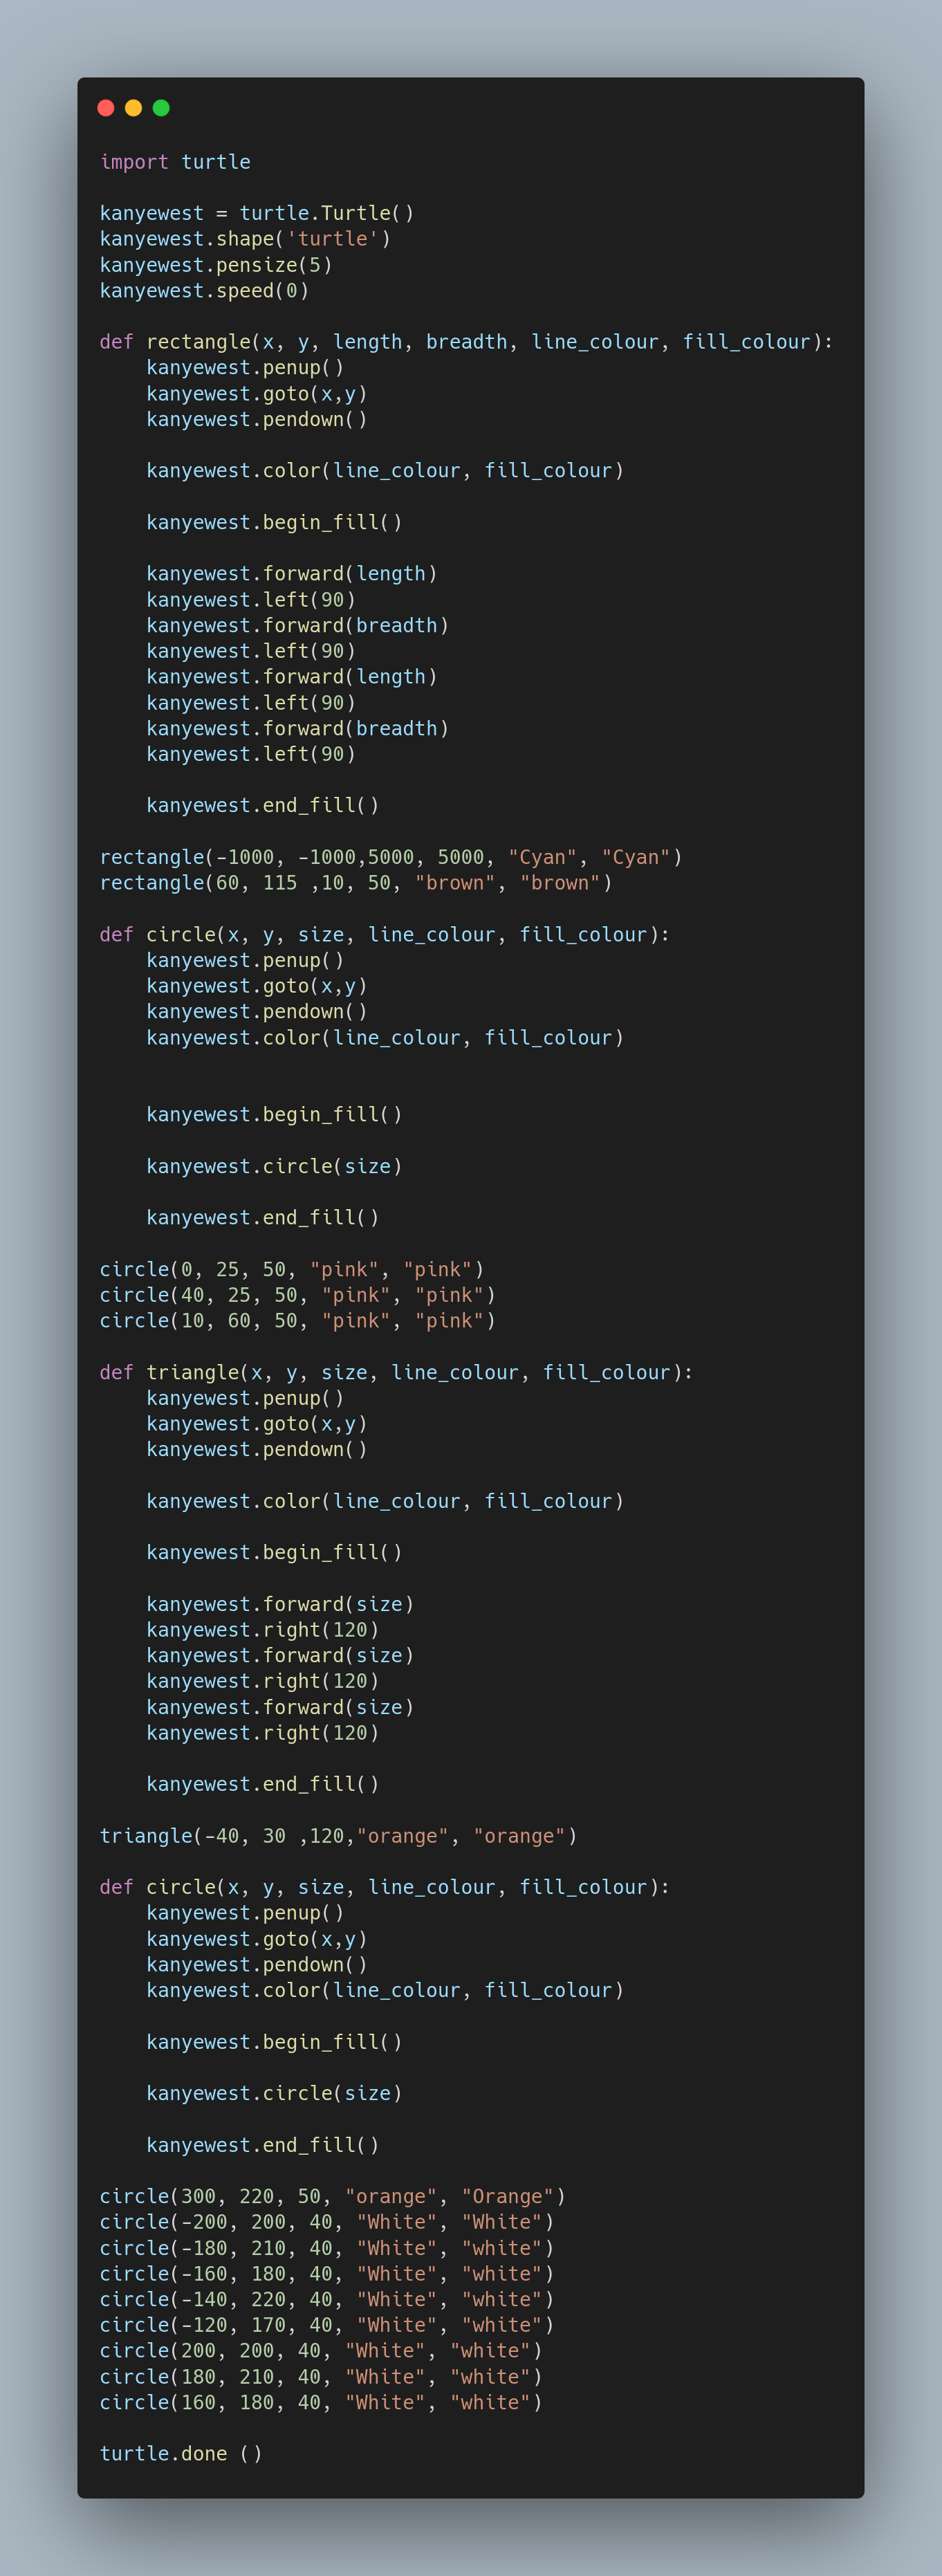 import turtle

kanyewest = turtle.Turtle()
kanyewest.shape('turtle')
kanyewest.pensize(5)
kanyewest.speed(0)

def rectangle(x, y, length, breadth, line_colour, fill_colour):
    kanyewest.penup()
    kanyewest.goto(x,y)
    kanyewest.pendown()

    kanyewest.color(line_colour, fill_colour)

    kanyewest.begin_fill()

    kanyewest.forward(length)
    kanyewest.left(90)
    kanyewest.forward(breadth)
    kanyewest.left(90)
    kanyewest.forward(length)
    kanyewest.left(90)
    kanyewest.forward(breadth)
    kanyewest.left(90)

    kanyewest.end_fill()

rectangle(-1000, -1000,5000, 5000, "Cyan", "Cyan")
rectangle(60, 115 ,10, 50, "brown", "brown")

def circle(x, y, size, line_colour, fill_colour):
    kanyewest.penup()
    kanyewest.goto(x,y)
    kanyewest.pendown()
    kanyewest.color(line_colour, fill_colour)


    kanyewest.begin_fill()

    kanyewest.circle(size)

    kanyewest.end_fill()

circle(0, 25, 50, "pink", "pink")
circle(40, 25, 50, "pink", "pink")
circle(10, 60, 50, "pink", "pink")

def triangle(x, y, size, line_colour, fill_colour):
    kanyewest.penup()
    kanyewest.goto(x,y)
    kanyewest.pendown()

    kanyewest.color(line_colour, fill_colour)

    kanyewest.begin_fill()

    kanyewest.forward(size)
    kanyewest.right(120)
    kanyewest.forward(size)
    kanyewest.right(120)
    kanyewest.forward(size)
    kanyewest.right(120)

    kanyewest.end_fill()

triangle(-40, 30 ,120,"orange", "orange")

def circle(x, y, size, line_colour, fill_colour):
    kanyewest.penup()
    kanyewest.goto(x,y)
    kanyewest.pendown()
    kanyewest.color(line_colour, fill_colour)

    kanyewest.begin_fill()

    kanyewest.circle(size)

    kanyewest.end_fill()

circle(300, 220, 50, "orange", "Orange")
circle(-200, 200, 40, "White", "White")
circle(-180, 210, 40, "White", "white")
circle(-160, 180, 40, "White", "white")
circle(-140, 220, 40, "White", "white")
circle(-120, 170, 40, "White", "white")
circle(200, 200, 40, "White", "white")
circle(180, 210, 40, "White", "white")
circle(160, 180, 40, "White", "white")

turtle.done ()